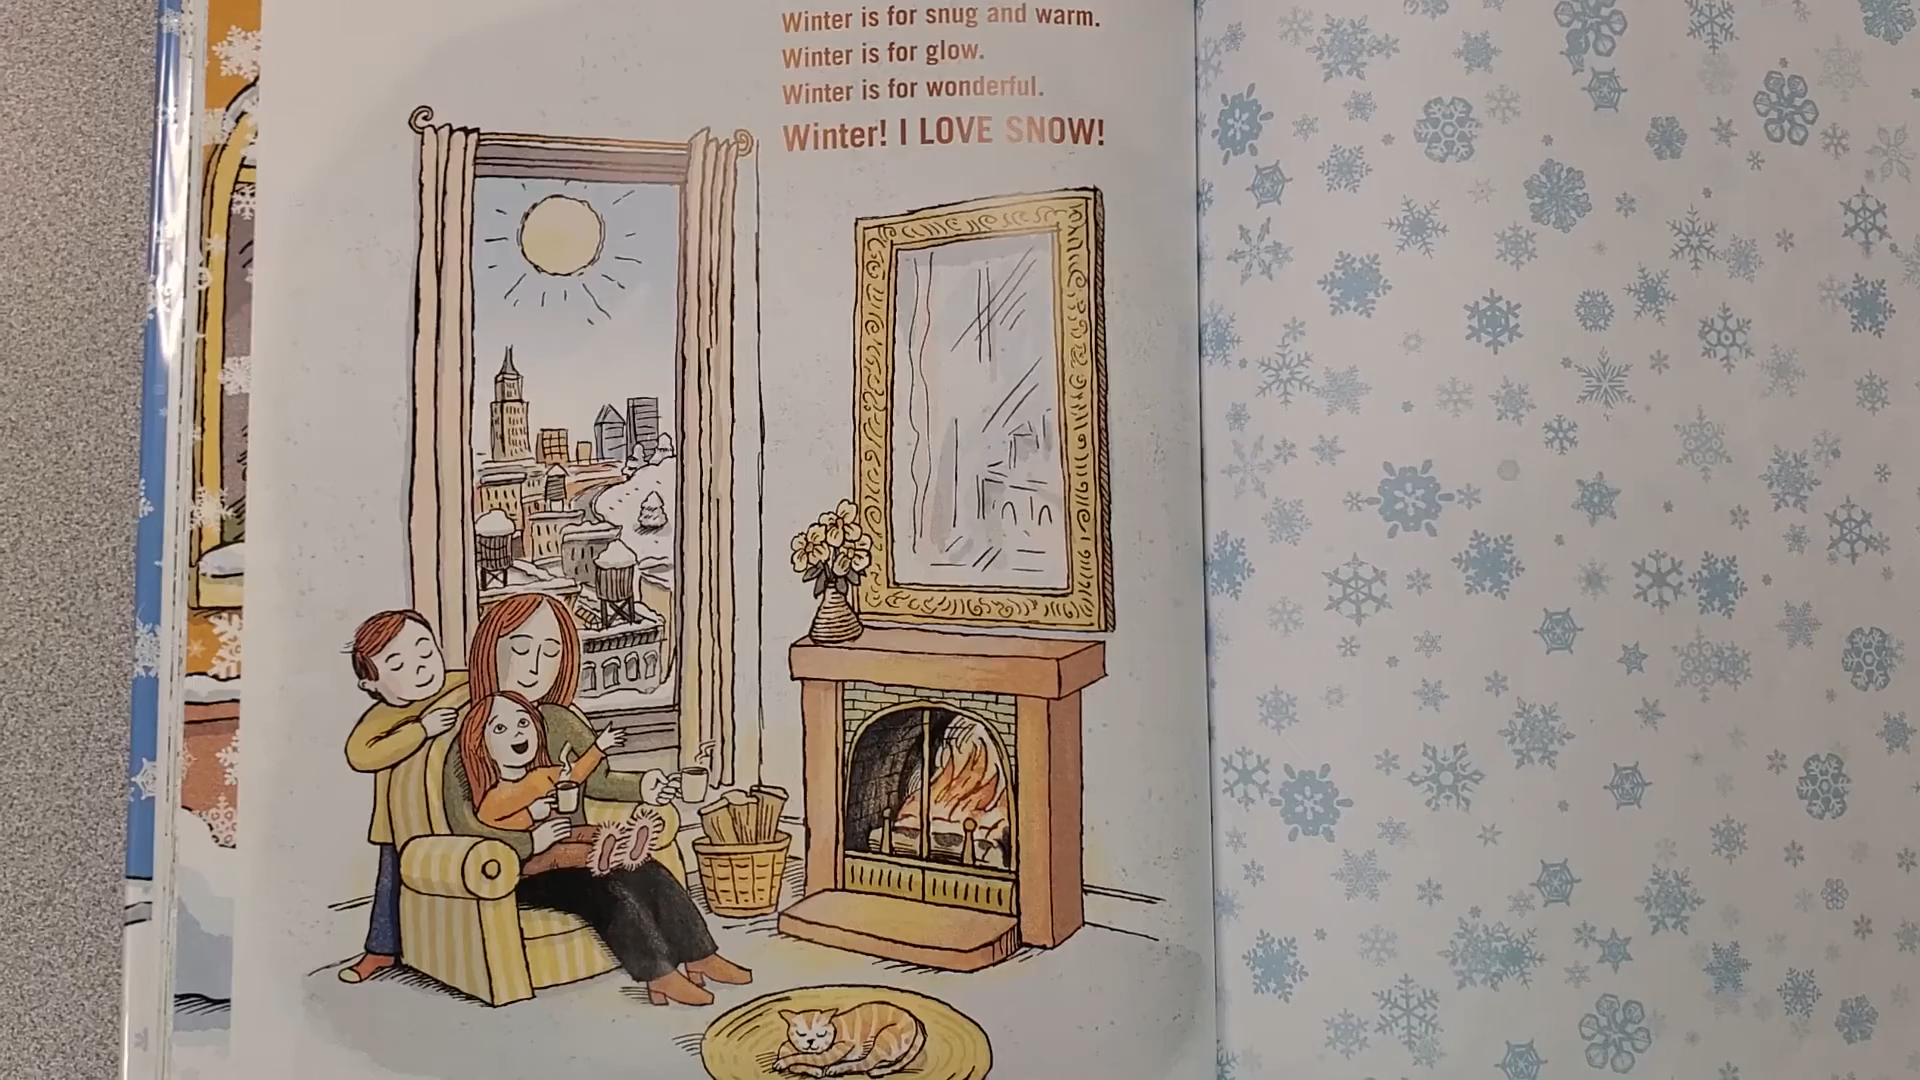 Winter is for snug and warm.
Winter is for glow.
Winter is for wonderful.
Winter! I LOVE SNOW!